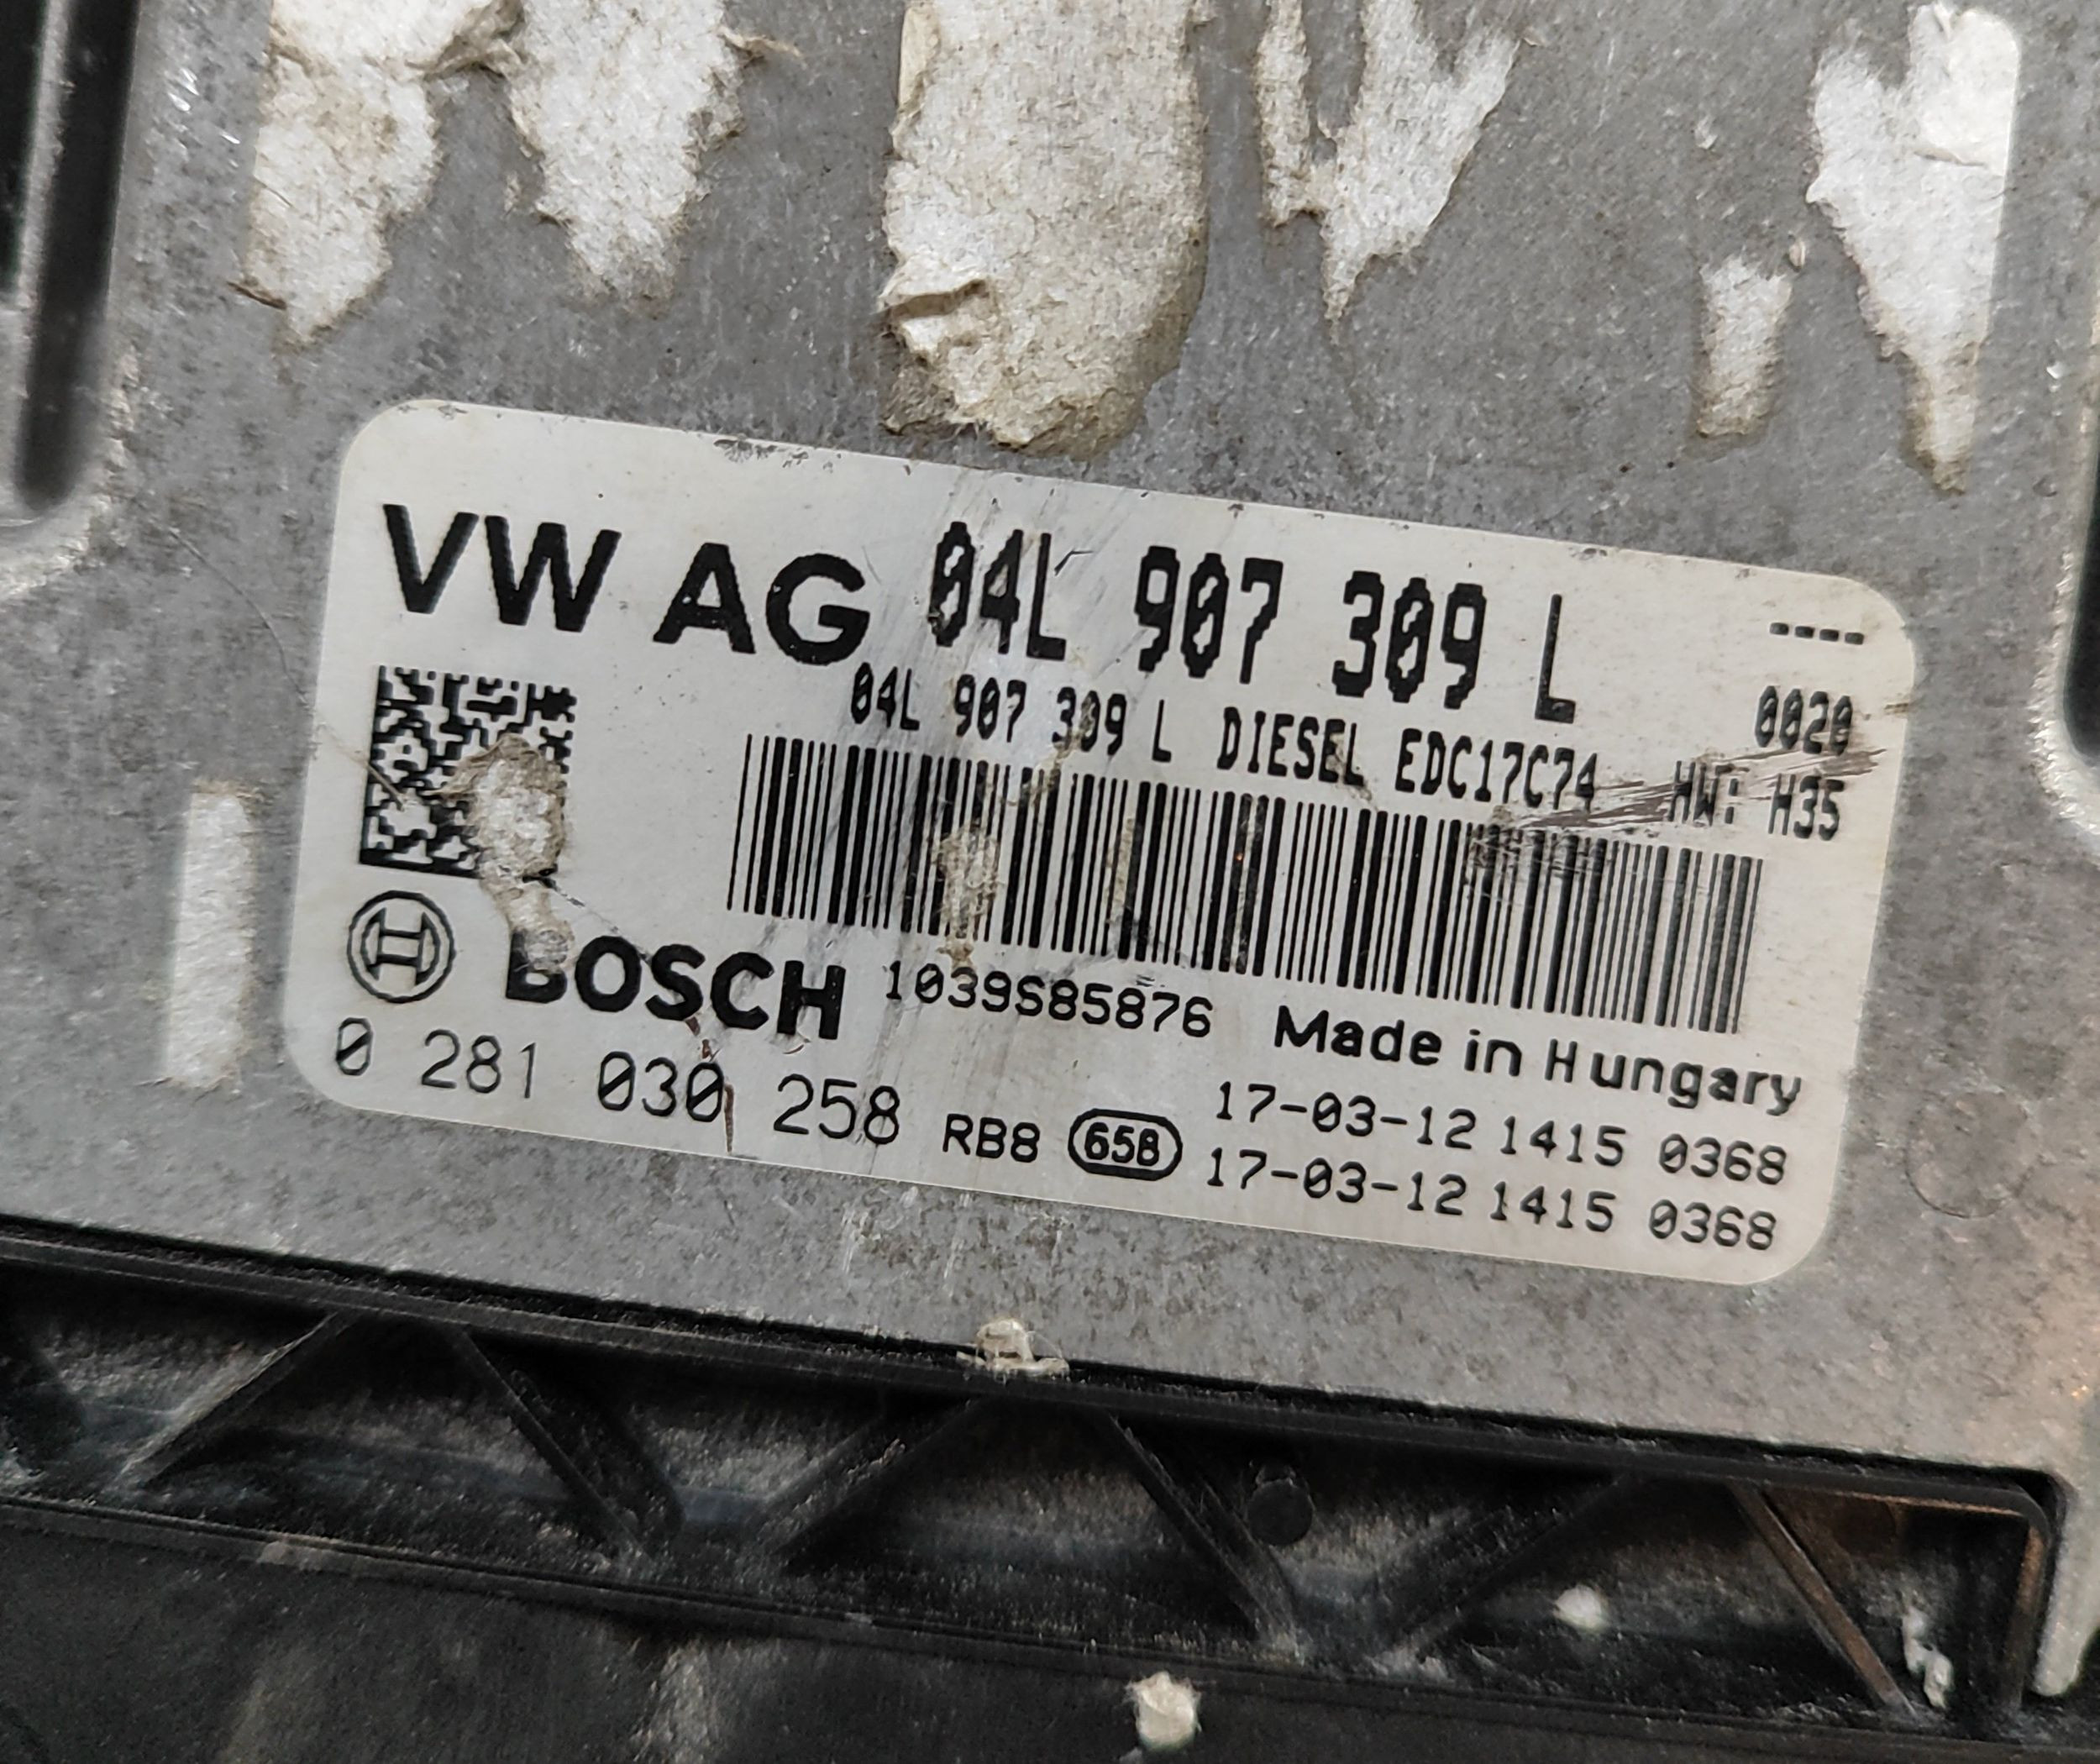 VW AG 04L 907 309 L ----
04L 907 309 L DIESEL EDC17C74 0020
HW: H35
BOSCH 1039S85876 Made in Hungary
0 281 030 258 RB8 658 17-03-12 1415 0368
17-03-12 1415 0368